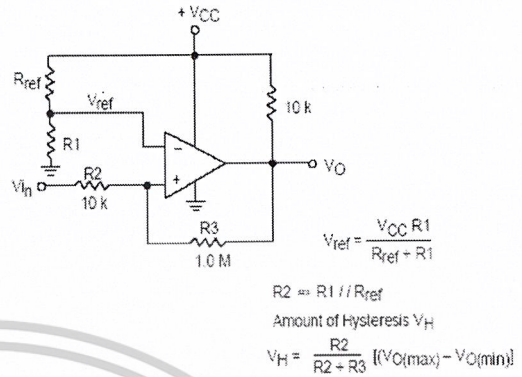 + VCC
Rref
Vref
10 k
R1
R2
Vin
10 k
−
+
VO
R3
1.0 M
Vref = VCC R1 / Rref + R1
R2 ≈ R1 // Rref
Amount of Hysteresis VH
VH = R2 / R2 + R3 [(VO(max) − VO(min)]